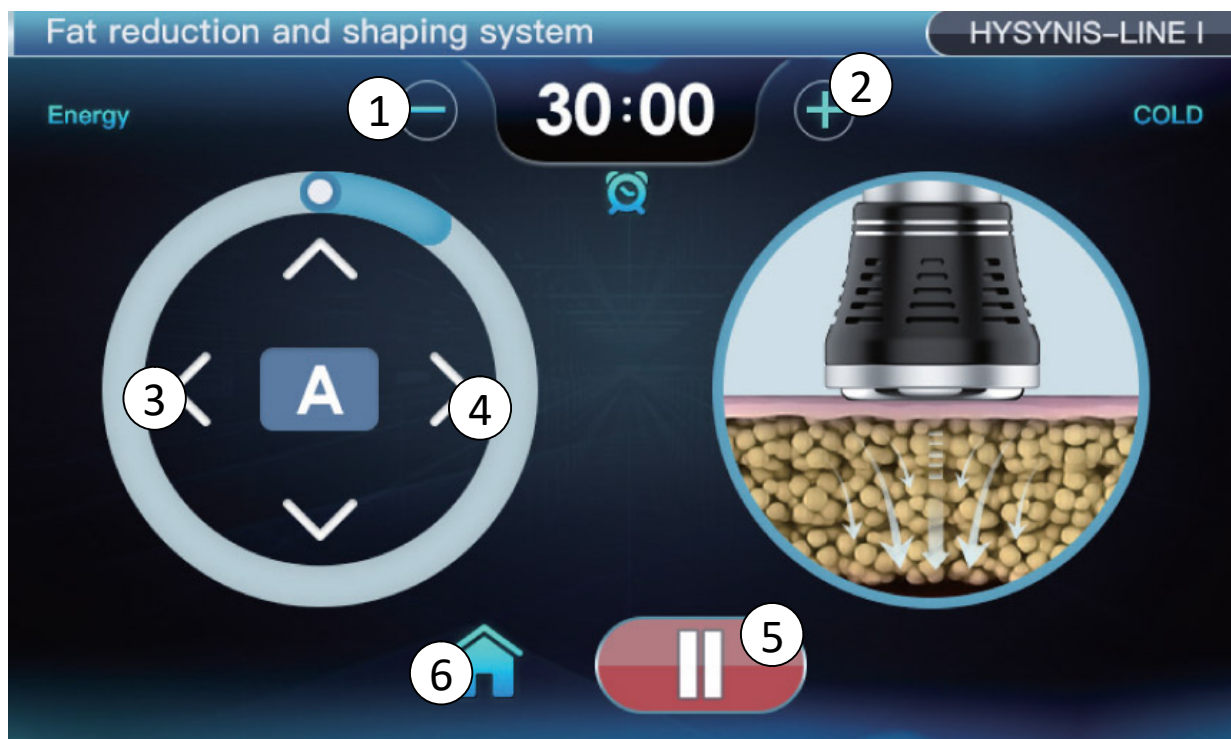 Fat reduction and shaping system
HYSYNIS-LINE I
1
30:00
2
Energy
COLD
3
A
4
5
6